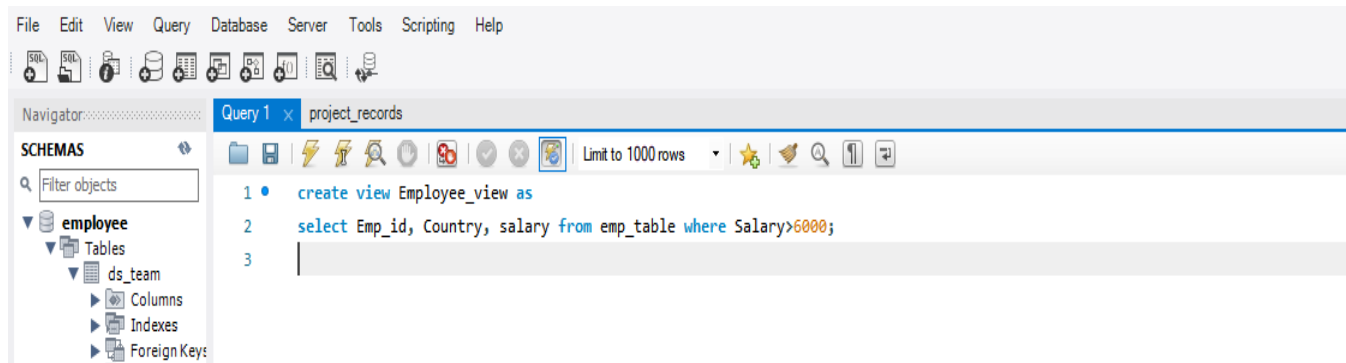 File Edit View Query Database Server Tools Scripting Help
SQL SQL
Navigator
Query 1 project_records
SCHEMAS
Limit to 1000 rows
Filter objects
1 create view Employee_view as
employee
2 select Emp_id, Country, salary from emp_table where Salary>6000;
Tables
3
ds_team
Columns
Indexes
Foreign Keys